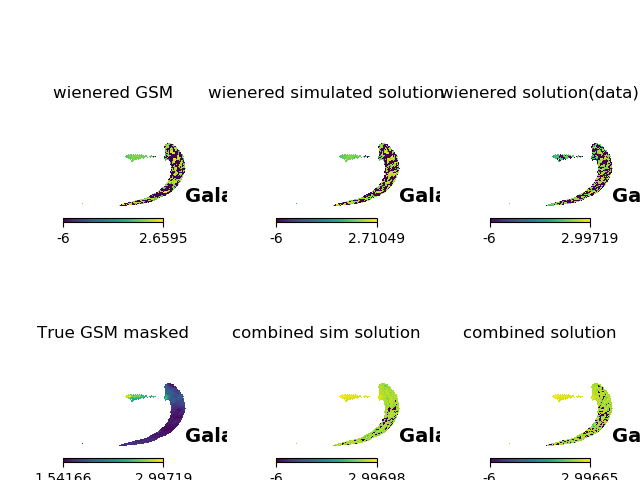 wienered GSM
wienered simulated solution
wienered solution(data)
Gala
Gala
Ga
-6 2.6595
-6 2.71049
-6 2.99719
True GSM masked
combined sim solution
combined solution
Gala
Gala
Ga
1.54166 2.99719
-6 2.99698
-6 2.99665